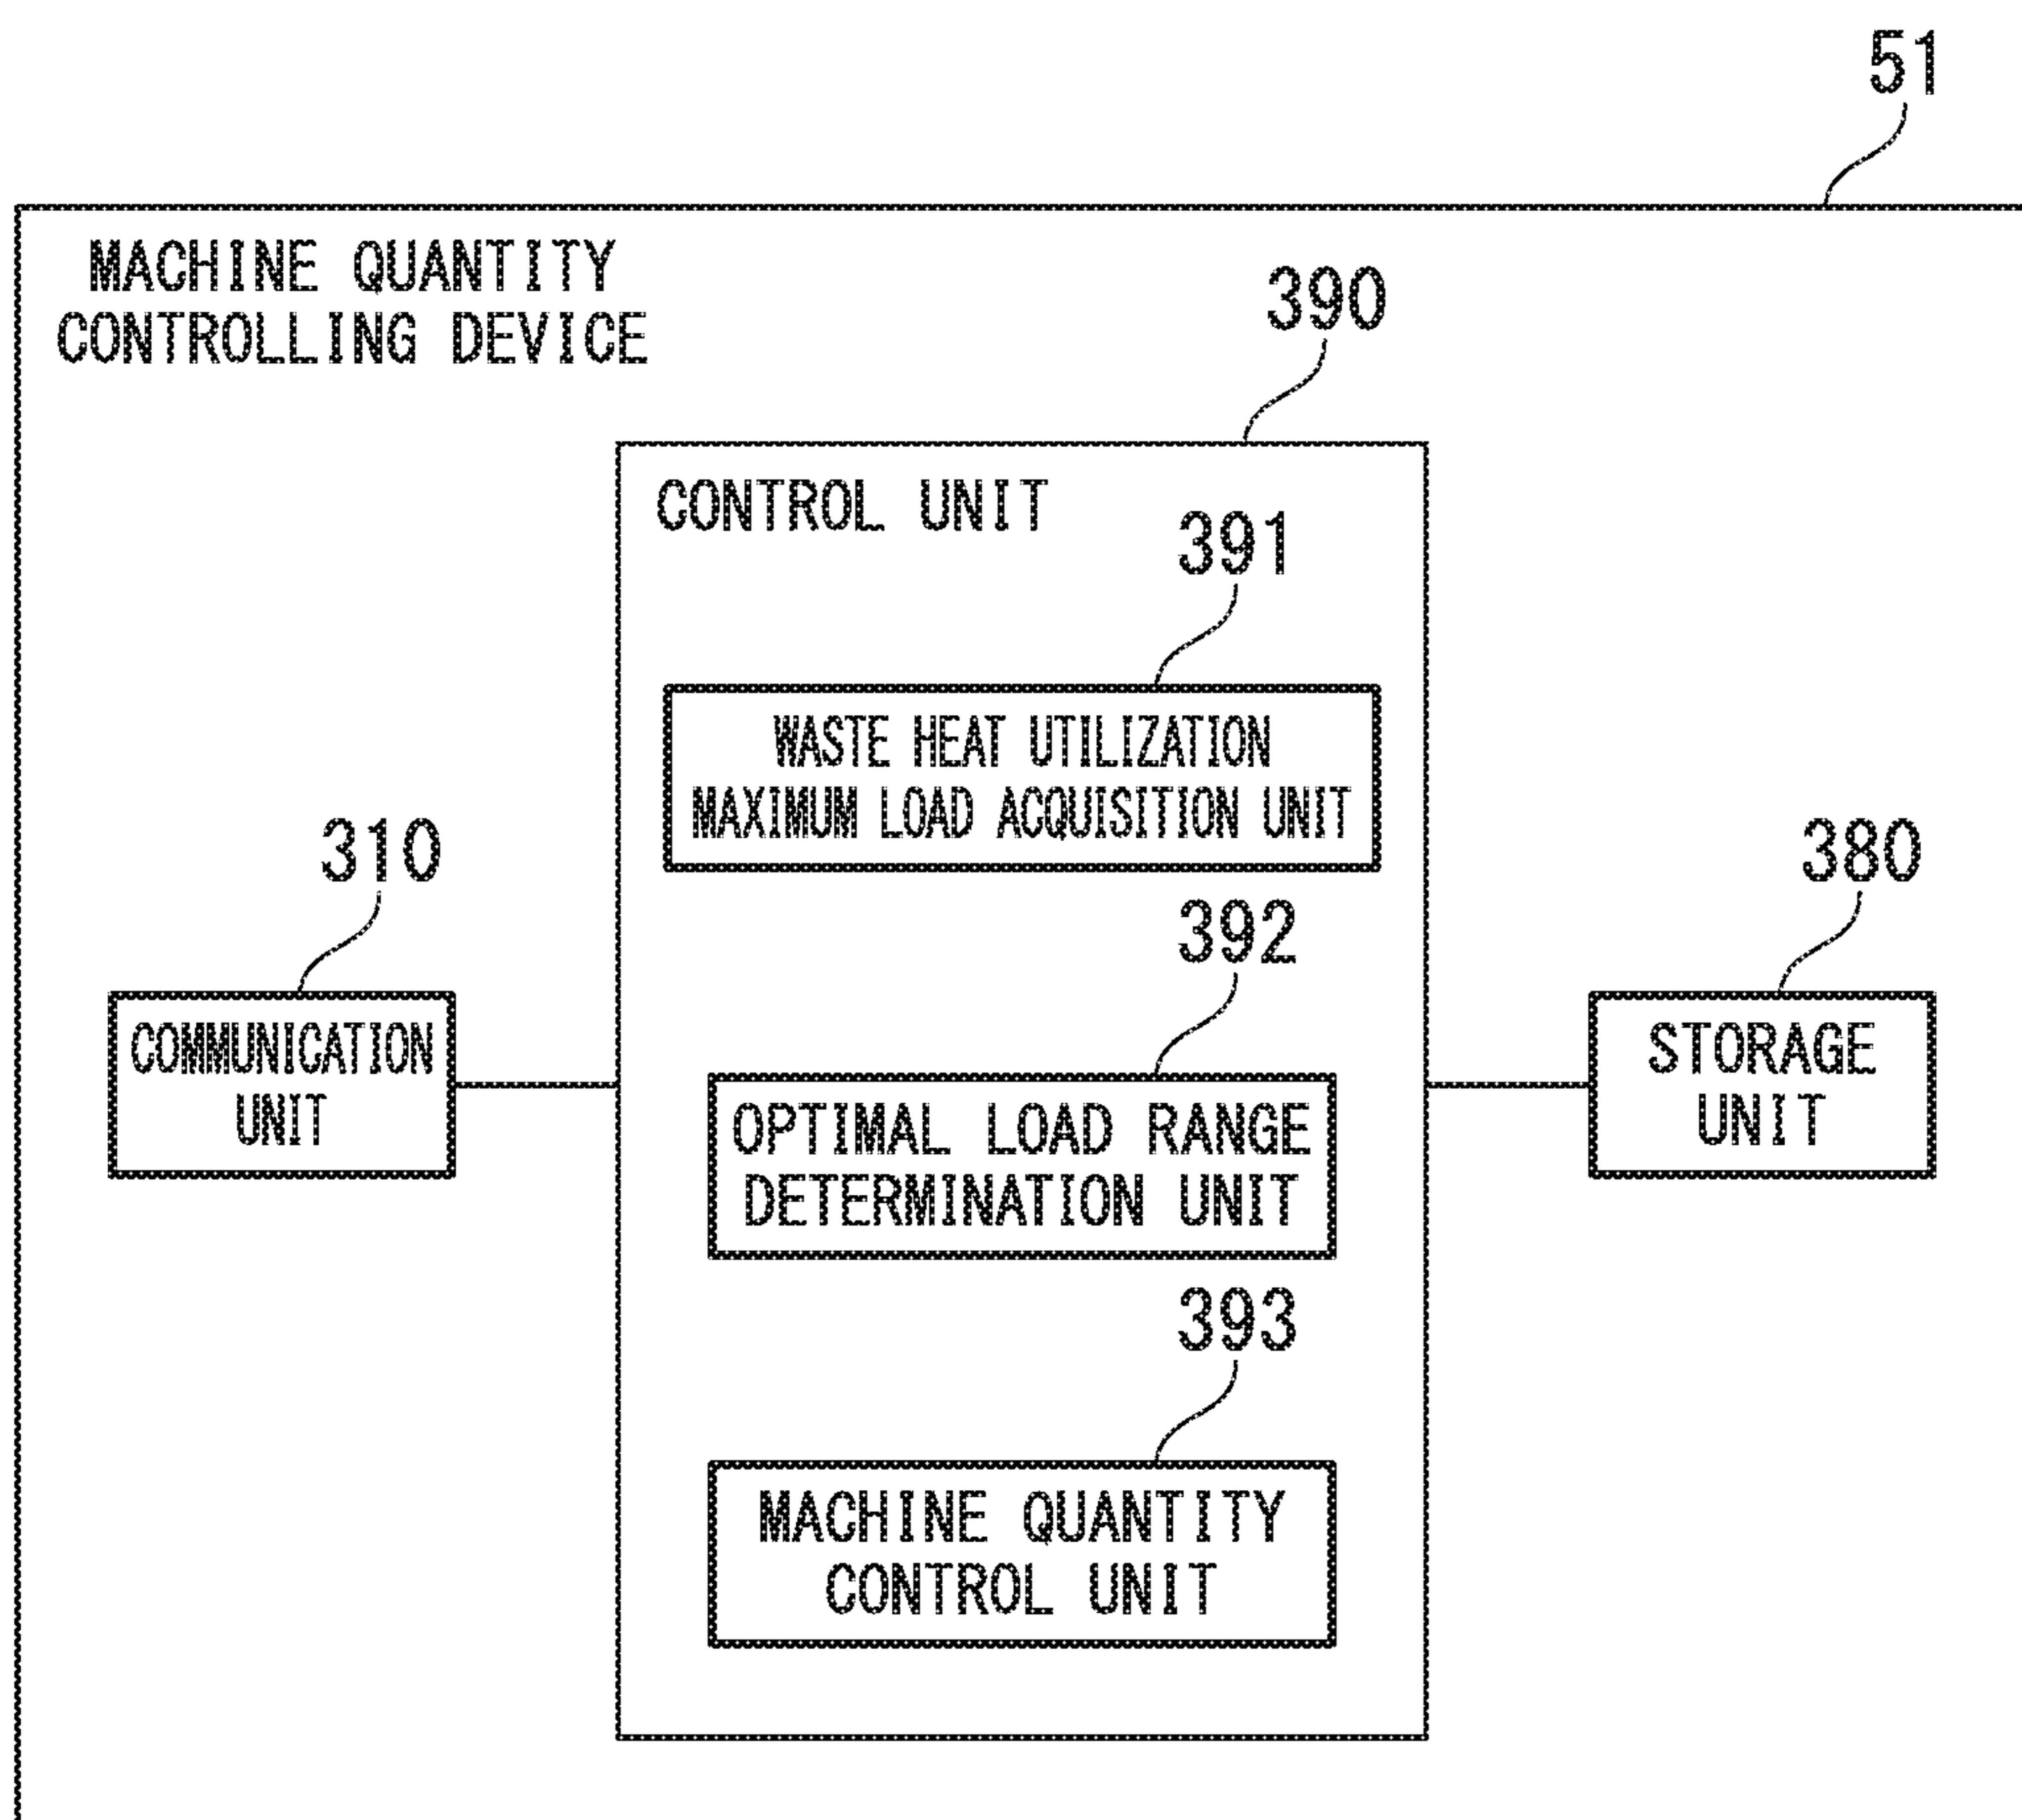 51
MACHINE QUANTITY
CONTROLLING DEVICE
390
CONTROL UNIT
391
WASTE HEAT UTILIZATION
MAXIMUM LOAD ACQUISITION UNIT
310
COMMUNICATION
UNIT
392
OPTIMAL LOAD RANGE
DETERMINATION UNIT
393
MACHINE QUANTITY
CONTROL UNIT
380
STORAGE
UNIT